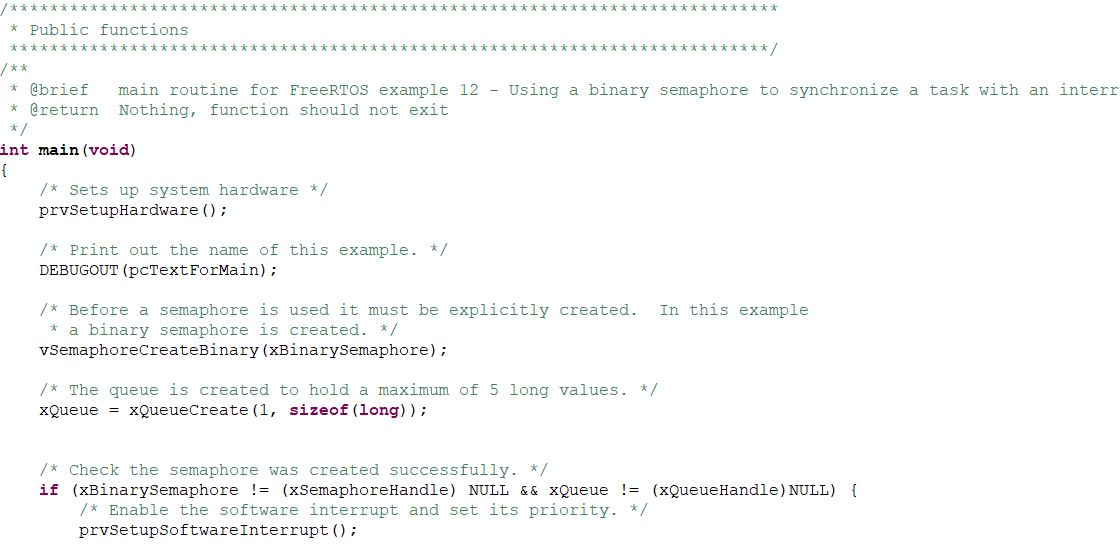 /*****************************************************************************
 * Public functions
 ****************************************************************************/
/**
 * @brief   main routine for FreeRTOS example 12 - Using a binary semaphore to synchronize a task with an interr
 * @return  Nothing, function should not exit
 */
int main(void)
{
    /* Sets up system hardware */
    prvSetupHardware();

    /* Print out the name of this example. */
    DEBUGOUT(pcTextForMain);

    /* Before a semaphore is used it must be explicitly created.  In this example
     * a binary semaphore is created. */
    vSemaphoreCreateBinary(xBinarySemaphore);

    /* The queue is created to hold a maximum of 5 long values. */
    xQueue = xQueueCreate(1, sizeof(long));


    /* Check the semaphore was created successfully. */
    if (xBinarySemaphore != (xSemaphoreHandle) NULL && xQueue != (xQueueHandle)NULL) {
        /* Enable the software interrupt and set its priority. */
        prvSetupSoftwareInterrupt();